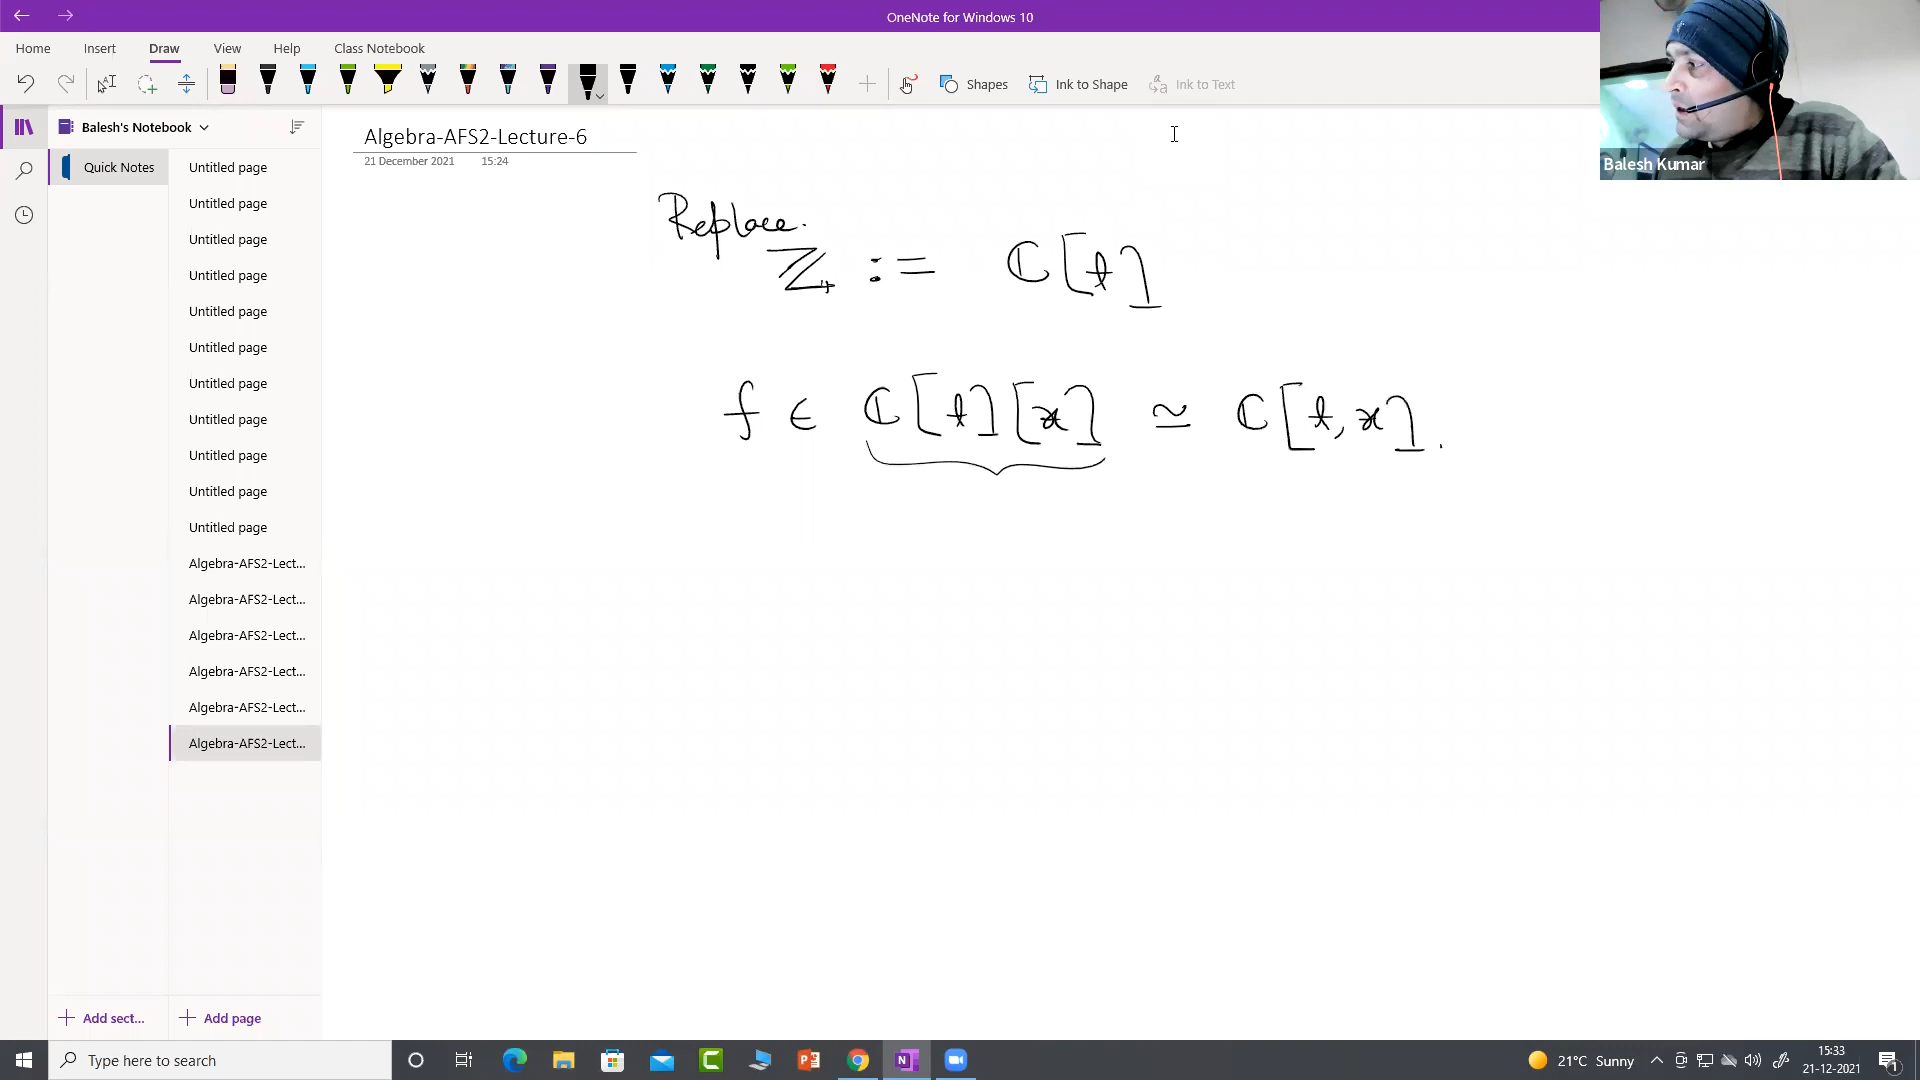 OneNote for Windows 10
Home Insert Draw View Help Class Notebook
Shapes Ink to Shape Ink to Text
Balesh Kumar
Balesh's Notebook
Quick Notes
Untitled page
Untitled page
Untitled page
Untitled page
Untitled page
Untitled page
Untitled page
Untitled page
Untitled page
Untitled page
Untitled page
Algebra-AFS2-Lect...
Algebra-AFS2-Lect...
Algebra-AFS2-Lect...
Algebra-AFS2-Lect...
Algebra-AFS2-Lect...
Algebra-AFS2-Lect...
Add sect...
Add page
Algebra-AFS2-Lecture-6
21 December 2021 15:24
Replace.
ℤ := ℂ[t]
f ∈ ℂ[t][x] ≃ ℂ[t,x].
Type here to search
21°C Sunny
15:33
21-12-2021